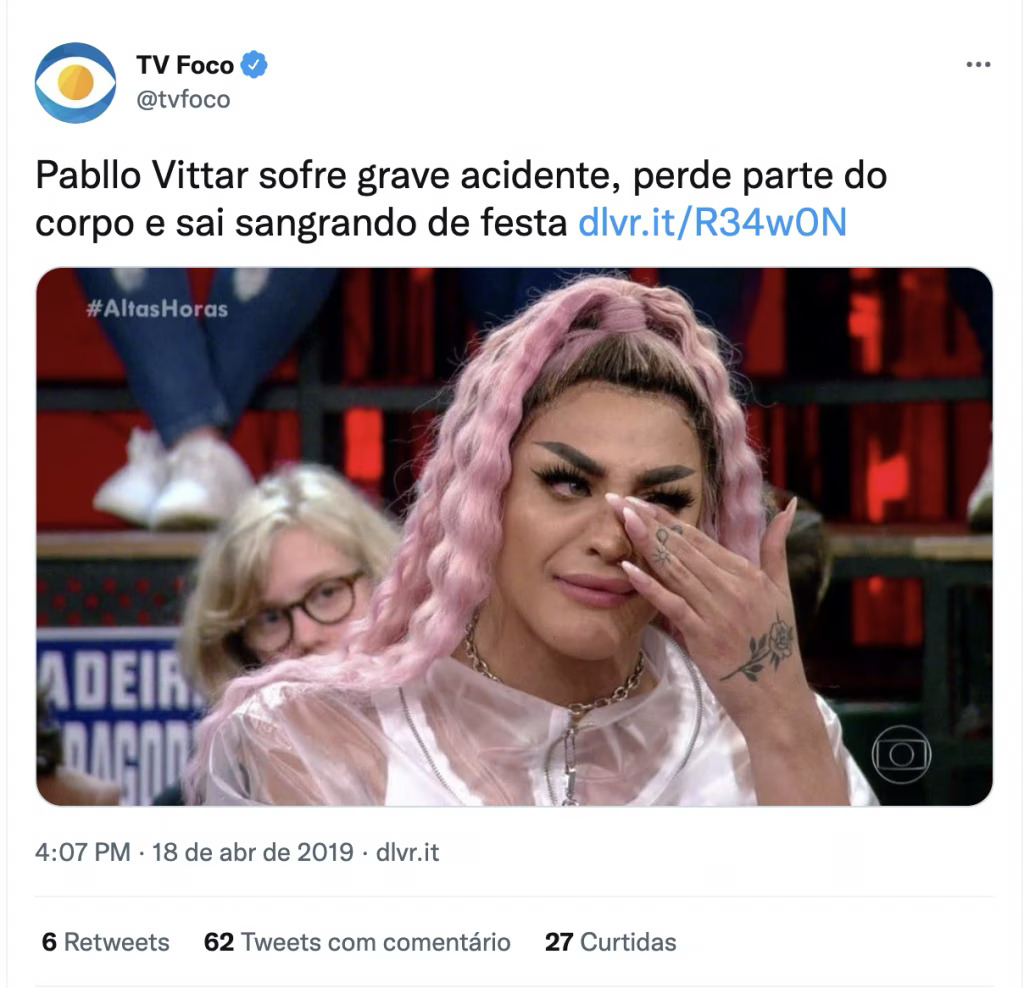 TV Foco
@tvfoco
Pabllo Vittar sofre grave acidente, perde parte do
corpo e sai sangrando de festa dlvr.it/R34w0N
#AltasHoras
ADEIR
PAGOD
4:07 PM · 18 de abr de 2019 · dlvr.it
6 Retweets 62 Tweets com comentário 27 Curtidas